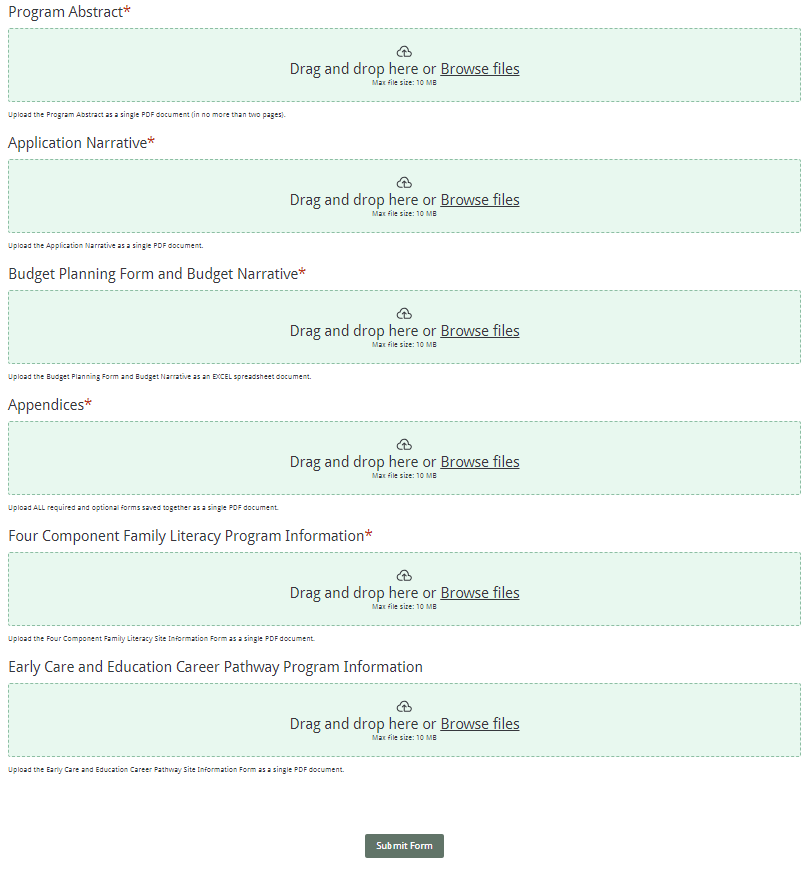 Program Abstract*
Drag and drop here or Browse files
Max file size: 10 MB
Upload the Program Abstract as a single PDF document (in no more than two pages).
Application Narrative*
Drag and drop here or Browse files
Max file size: 10 MB
Upload the Application Narrative as a single PDF document.
Budget Planning Form and Budget Narrative*
Drag and drop here or Browse files
Max file size: 10 MB
Upload the Budget Planning Form and Budget Narrative as an EXCEL spreadsheet document.
Appendices*
Drag and drop here or Browse files
Max file size: 10 MB
Upload ALL required and optional forms saved together as a single PDF document.
Four Component Family Literacy Program Information*
Drag and drop here or Browse files
Max file size: 10 MB
Upload the Four Component Family Literacy Site Information Form as a single PDF document.
Early Care and Education Career Pathway Program Information
Drag and drop here or Browse files
Max file size: 10 MB
Upload the Early Care and Education Career Pathway Site Information Form as a single PDF document.
Submit Form